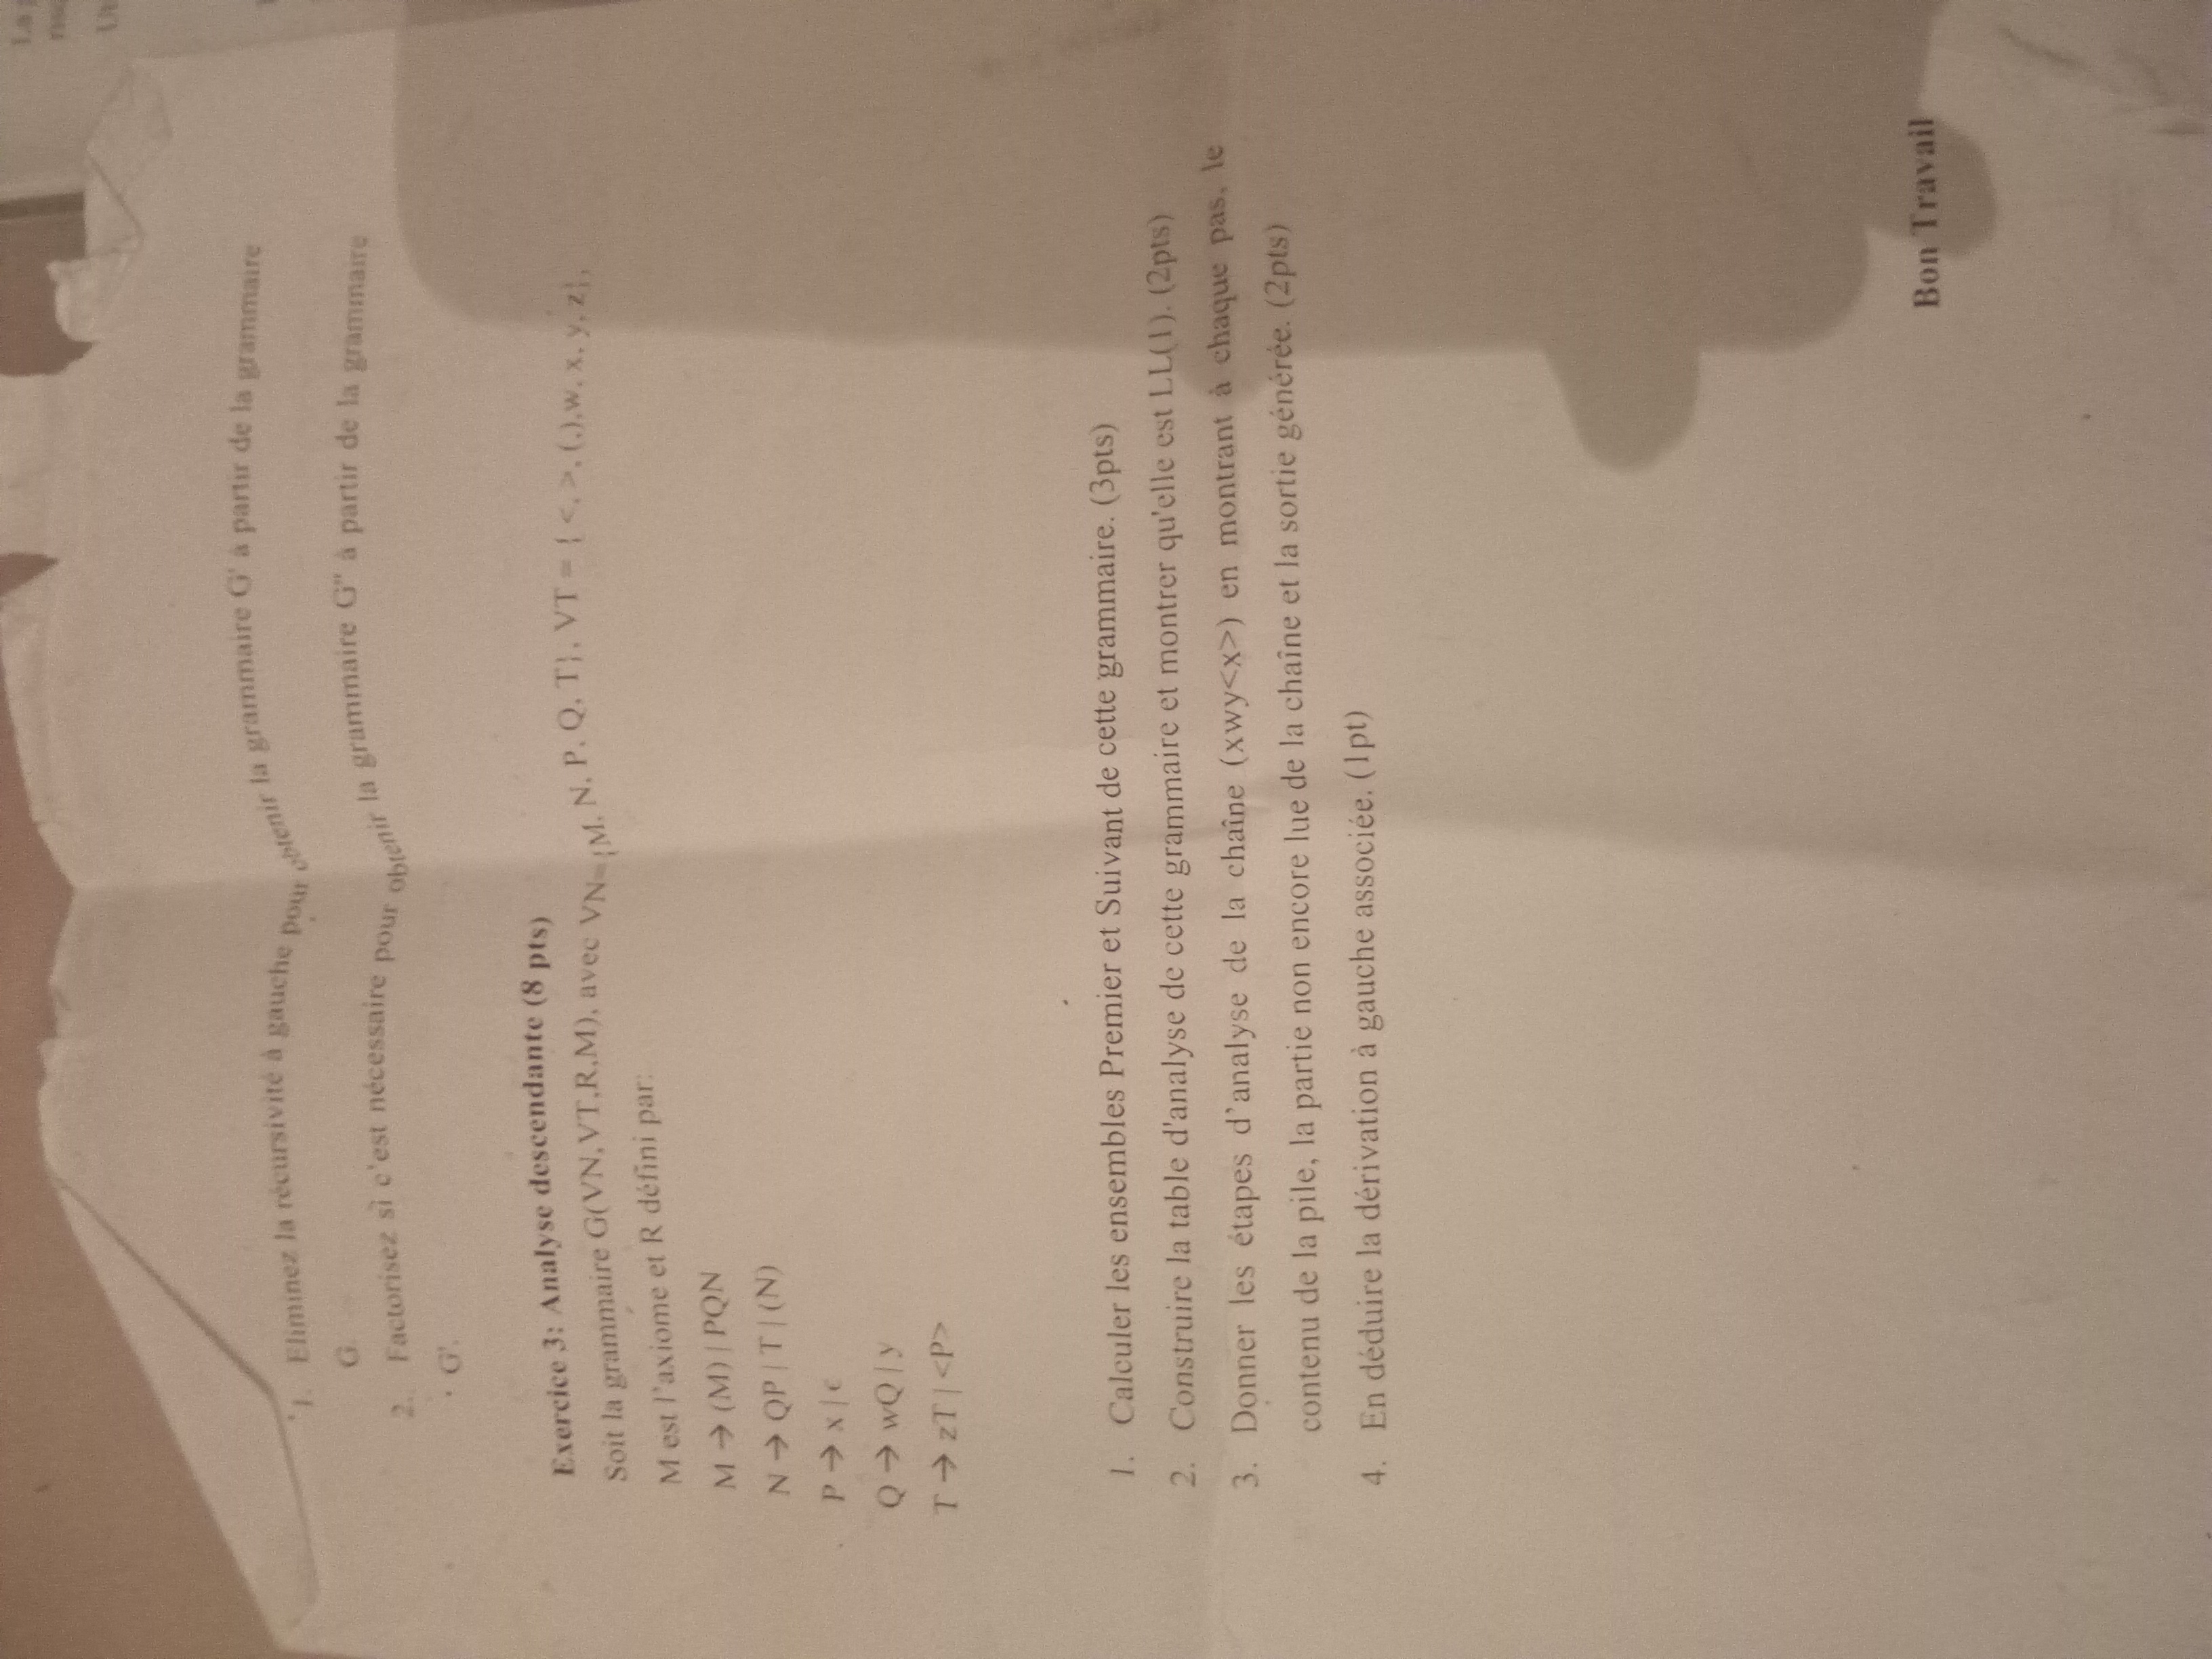 1. Eliminez la récursivité à gauche pour obtenir la grammaire G' à partir de la grammaire
G
2. Factorisez si c'est nécessaire pour obtenir la grammaire G" à partir de la grammaire
G'.
Exercice 3: Analyse descendante (8 pts)
Soit la grammaire G(VN,VT,R,M), avec VN={M, N, P, Q, T}, VT = { <, >, (,),w, x, y, z},
M est l'axiome et R défini par:
M → (M) | PQN
N → QP | T | (N)
P → x | ϵ
Q → wQ | y
T → zT | <P>
1. Calculer les ensembles Premier et Suivant de cette grammaire. (3pts)
2. Construire la table d'analyse de cette grammaire et montrer qu'elle est LL(1). (2pts)
3. Donner les étapes d'analyse de la chaîne (xwy<x>) en montrant à chaque pas, le
contenu de la pile, la partie non encore lue de la chaîne et la sortie générée. (2pts)
4. En déduire la dérivation à gauche associée. (1pt)
Bon Travail